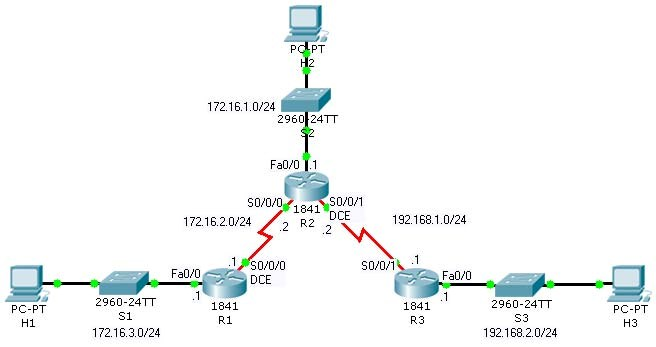 PC-PT
H2
172.16.1.0/24
2960-24TT
S2
Fa0/0
.1
S0/0/0
S0/0/1
1841
DCE
R2
172.16.2.0/24
192.168.1.0/24
.2
.2
.1
.1
S0/0/0
S0/0/1
Fa0/0
DCE
Fa0/0
PC-PT
2960-24TT
.1
1841
1841
.1
2960-24TT
PC-PT
H1
S1
R1
R3
S3
H3
172.16.3.0/24
192.168.2.0/24